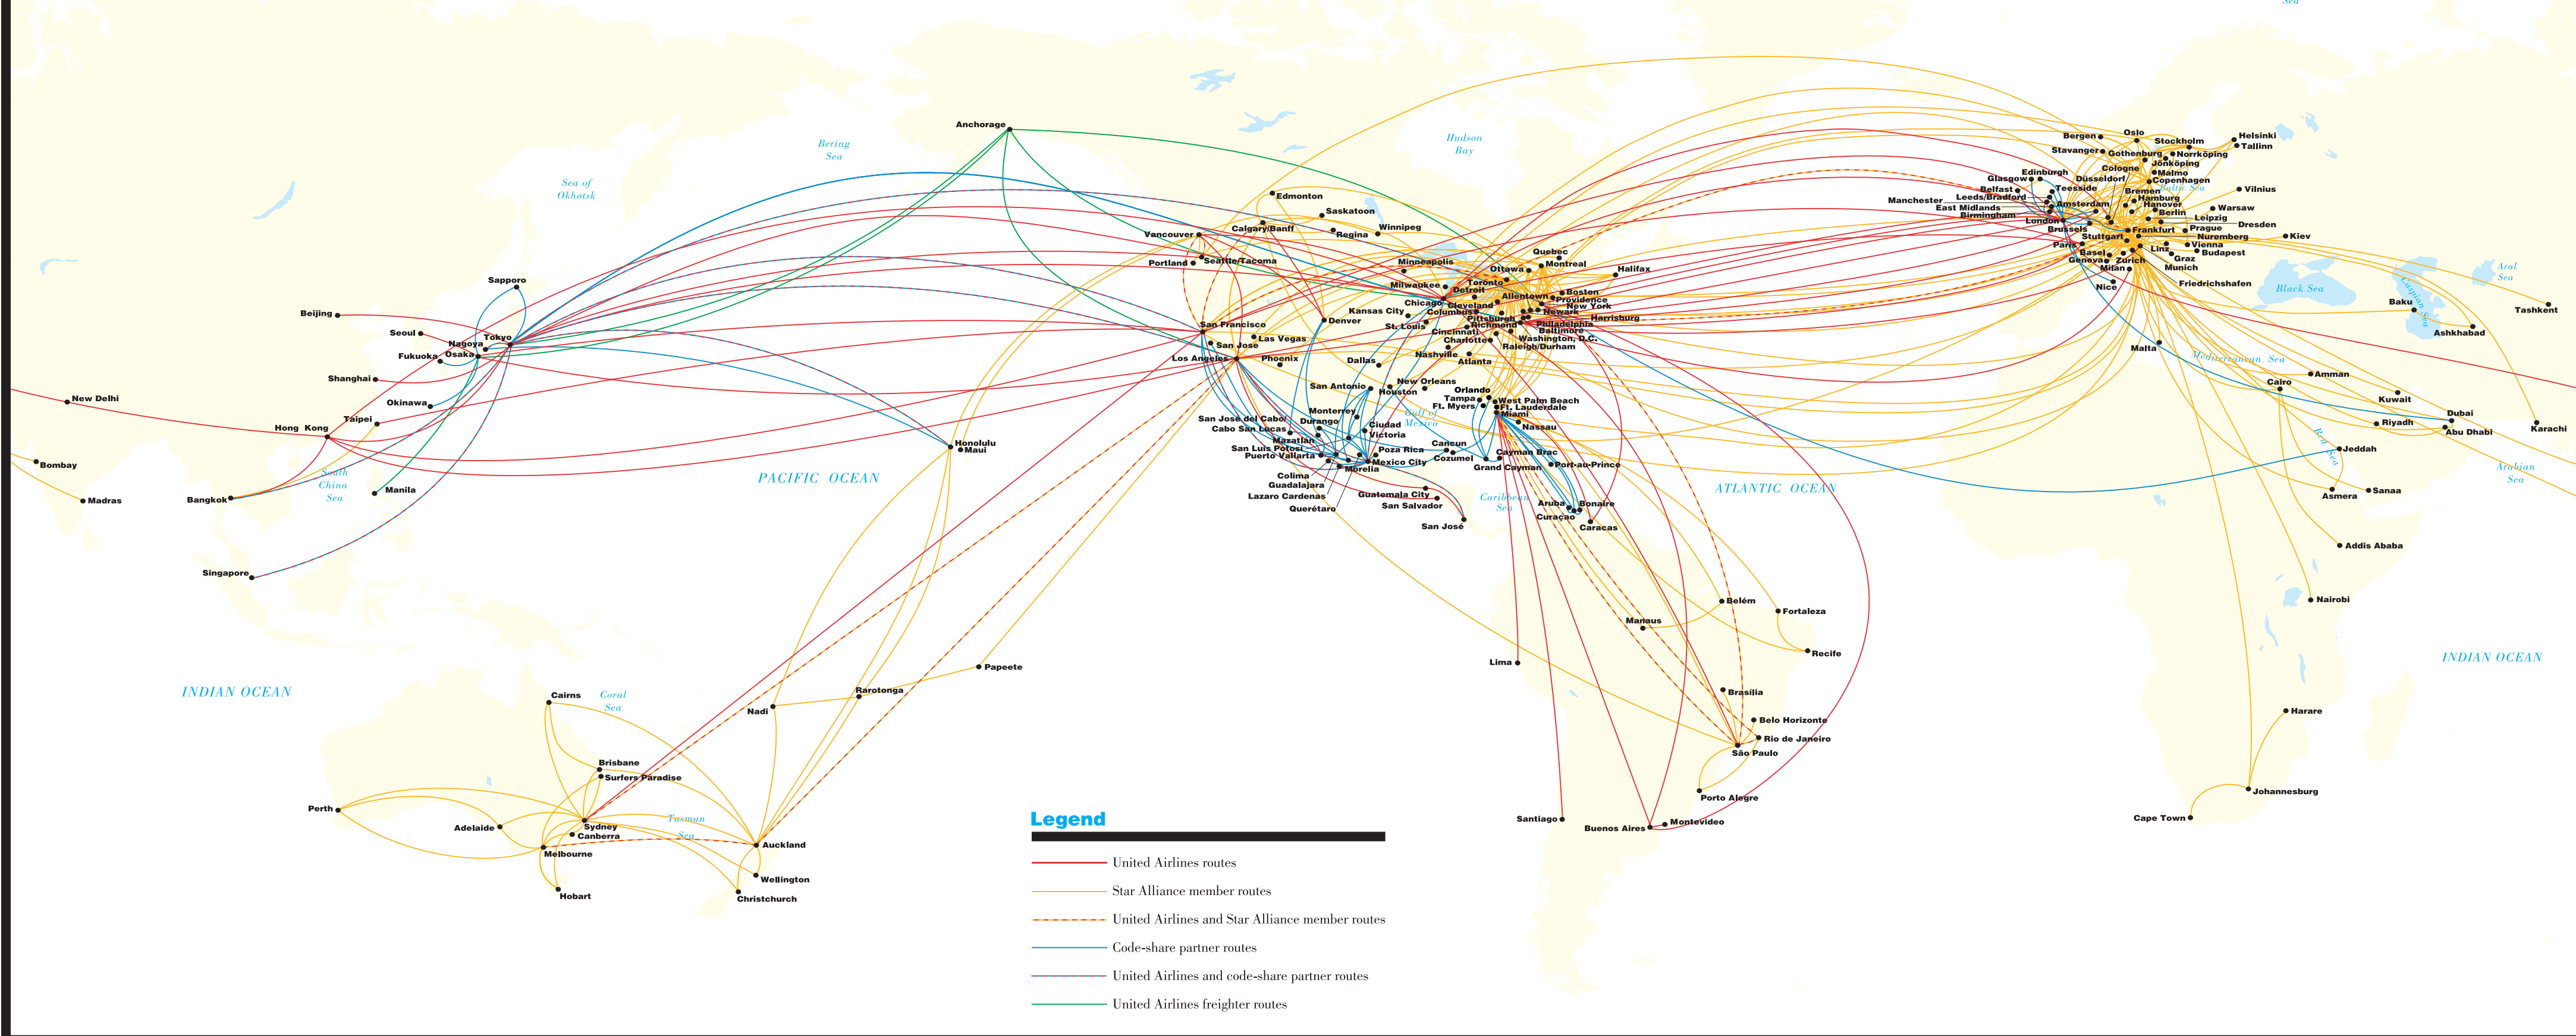 Sea
Anchorage
Bering
Sea
Sea of
Okhotsk
Hudson
Bay
Sapporo
Beijing
Seoul
Tokyo
Nagoya
Osaka
Fukuoka
Shanghai
Okinawa
New Delhi
Taipei
Hong Kong
Bombay
Madras
South
China
Sea
Manila
Bangkok
Singapore
Honolulu
Maui
PACIFIC OCEAN
INDIAN OCEAN
Papeete
Rarotonga
Nadi
Cairns
Coral
Sea
Brisbane
Surfers Paradise
Perth
Adelaide
Sydney
Canberra
Melbourne
Hobart
Tasman
Sea
Auckland
Wellington
Christchurch
Edmonton
Saskatoon
Calgary/Banff
Regina
Winnipeg
Vancouver
Portland
Seattle/Tacoma
Minneapolis
Ottawa
Quebec
Montreal
Halifax
Milwaukee
Toronto
Detroit
Chicago
Cleveland
Allentown
Boston
Providence
New York
Newark
Harrisburg
Kansas City
Columbus
Pittsburgh
Philadelphia
Baltimore
Washington, D.C.
St. Louis
Richmond
Cincinnati
Charlotte
Raleigh/Durham
Nashville
Atlanta
Denver
San Francisco
San Jose
Las Vegas
Los Angeles
Phoenix
Dallas
San Antonio
New Orleans
Houston
Orlando
Tampa
West Palm Beach
Ft. Myers
Ft. Lauderdale
Miami
Nassau
Gulf of
Mexico
Monterrey
San José del Cabo/
Cabo San Lucas
Durango
Ciudad
Victoria
Mazatlán
San Luis Potosi
Puerto Vallarta
Poza Rica
Mexico City
Morelia
Colima
Guadalajara
Lazaro Cardenas
Querétaro
Cancun
Cozumel
Cayman Brac
Grand Cayman
Port-au-Prince
Guatemala City
San Salvador
San José
Caribbean
Sea
Aruba
Bonaire
Curaçao
Caracas
ATLANTIC OCEAN
Belém
Fortaleza
Manaus
Recife
Lima
Brasília
Belo Horizonte
Rio de Janeiro
São Paulo
Porto Alegre
Santiago
Buenos Aires
Montevideo
Bergen
Oslo
Stockholm
Helsinki
Tallinn
Stavanger
Gothenburg
Norrköping
Jönköping
Cologne
Malmo
Edinburgh
Glasgow
Düsseldorf
Copenhagen
Belfast
Teesside
Bremen
Baltic Sea
Vilnius
Leeds/Bradford
Hamburg
Manchester
Amsterdam
Hanover
East Midlands
Berlin
Warsaw
Birmingham
London
Leipzig
Dresden
Brussels
Frankfurt
Prague
Stuttgart
Nuremberg
Kiev
Paris
Linz
Vienna
Basel
Budapest
Geneva
Zurich
Graz
Milan
Munich
Nice
Friedrichshafen
Black Sea
Caspian
Sea
Aral
Sea
Baku
Tashkent
Ashkhabad
Malta
Mediterranean Sea
Cairo
Amman
Kuwait
Dubai
Riyadh
Abu Dhabi
Karachi
Red
Sea
Jeddah
Arabian
Sea
Asmera
Sanaa
Addis Ababa
Nairobi
INDIAN OCEAN
Harare
Johannesburg
Cape Town
Legend
United Airlines routes
Star Alliance member routes
United Airlines and Star Alliance member routes
Code-share partner routes
United Airlines and code-share partner routes
United Airlines freighter routes